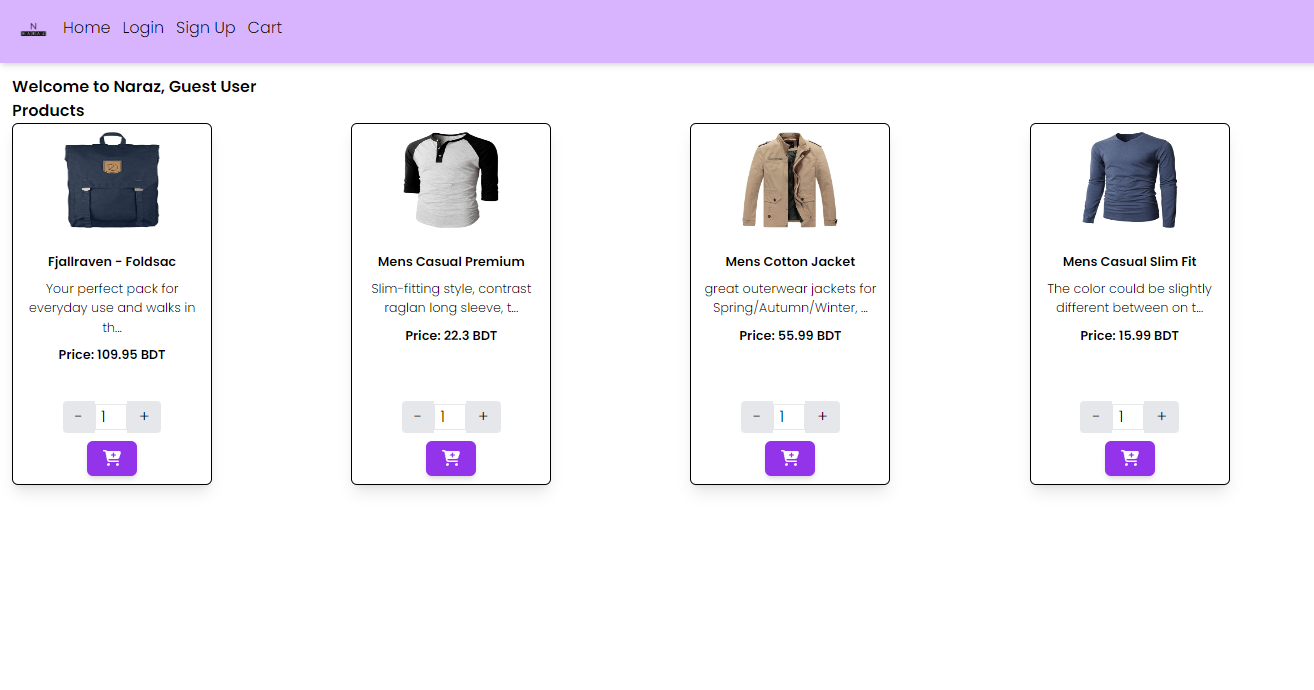 N
Home Login Sign Up Cart
Welcome to Naraz, Guest User
Products
Fjallraven - Foldsac
Your perfect pack for
everyday use and walks in
th...
Price: 109.95 BDT
- 1 +
Mens Casual Premium
Slim-fitting style, contrast
raglan long sleeve, t...
Price: 22.3 BDT
- 1 +
Mens Cotton Jacket
great outerwear jackets for
Spring/Autumn/Winter, ...
Price: 55.99 BDT
- 1 +
Mens Casual Slim Fit
The color could be slightly
different between on t...
Price: 15.99 BDT
- 1 +